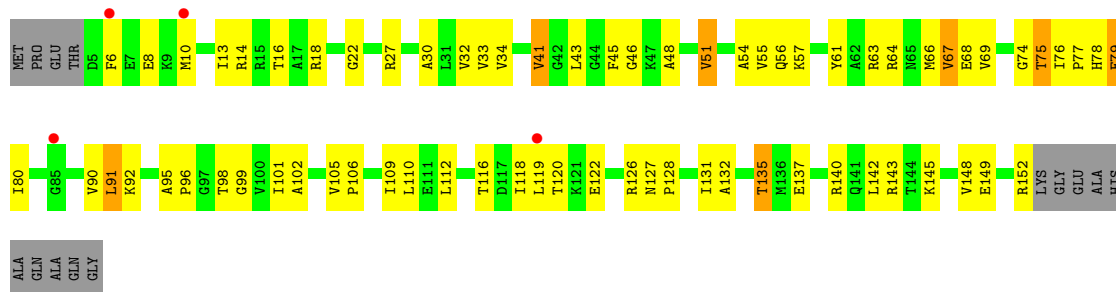 MET PRO GLU THR D5 F6 E7 E8 K9 M10 I13 R14 R15 T16 A17 R18 G22 R27 A30 L31 V32 V33 V34 V41 G42 L43 G44 F45 G46 K47 A48 V51 A54 V55 Q56 K57 Y61 A62 R63 R64 N65 M66 V67 E68 V69 G74 T75 I76 P77 H78
I80 G85 V90 L91 K92 A95 P96 G97 T98 G99 V100 I101 A102 V105 P106 I109 L110 E111 L112 T116 D117 I118 L119 T120 K121 E122 R126 N127 P128 I131 A132 T135 M136 E137 R140 Q141 L142 R143 T144 K145 V148 E149 R152 LYS GLY GLU ALA HIS
ALA GLN ALA GLN GLY